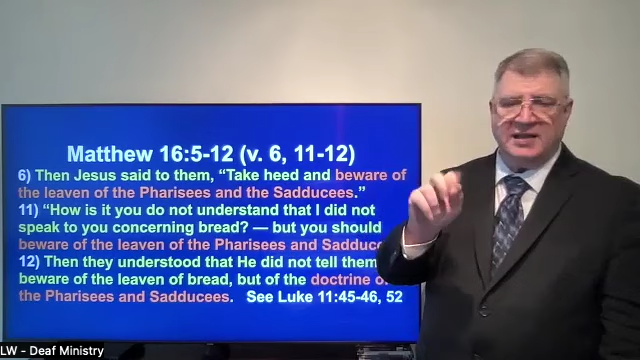 Matthew 16:5-12 (v. 6, 11-12)
6) Then Jesus said to them, “Take heed and beware of
the leaven of the Pharisees and the Sadducees.”
11) “How is it you do not understand that I did not
speak to you concerning bread? — but you should
beware of the leaven of the Pharisees and
12) Then they understood that He did not tell them
beware of the leaven of bread, but of the doctrine
the Pharisees and Sadducees. See Luke 11:45-46, 52
LW - Deaf Ministry